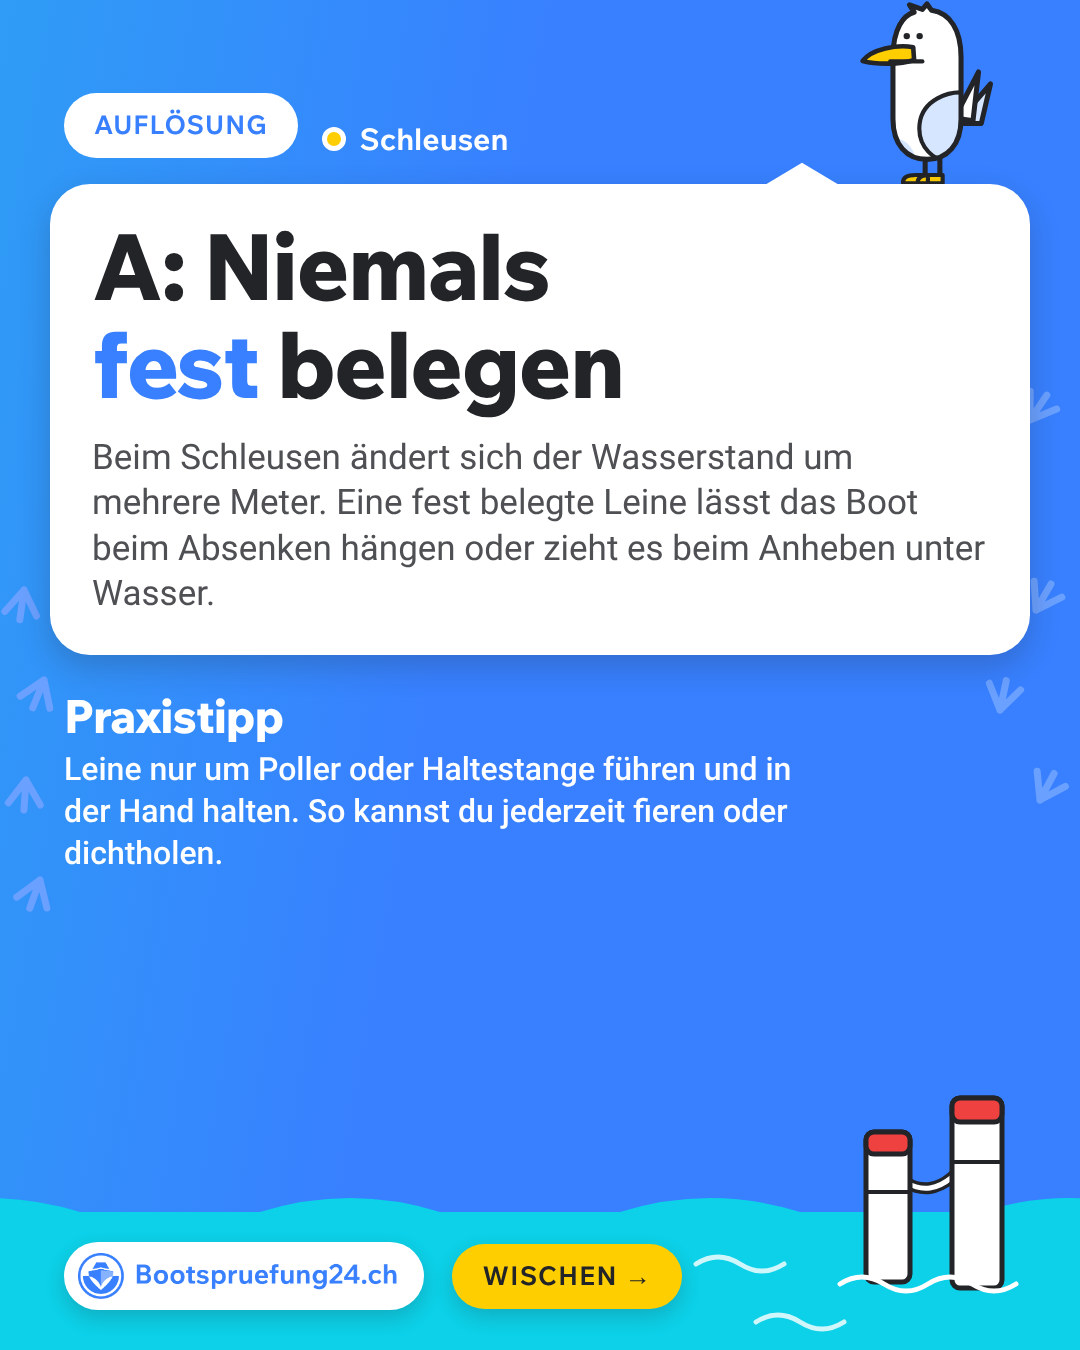 AUFLÖSUNG
Schleusen
A: Niemals
fest belegen
Beim Schleusen ändert sich der Wasserstand um
mehrere Meter. Eine fest belegte Leine lässt das Boot
beim Absenken hängen oder zieht es beim Anheben unter
Wasser.
Praxistipp
Leine nur um Poller oder Haltestange führen und in
der Hand halten. So kannst du jederzeit fieren oder
dichtholen.
Bootspruefung24.ch
WISCHEN →